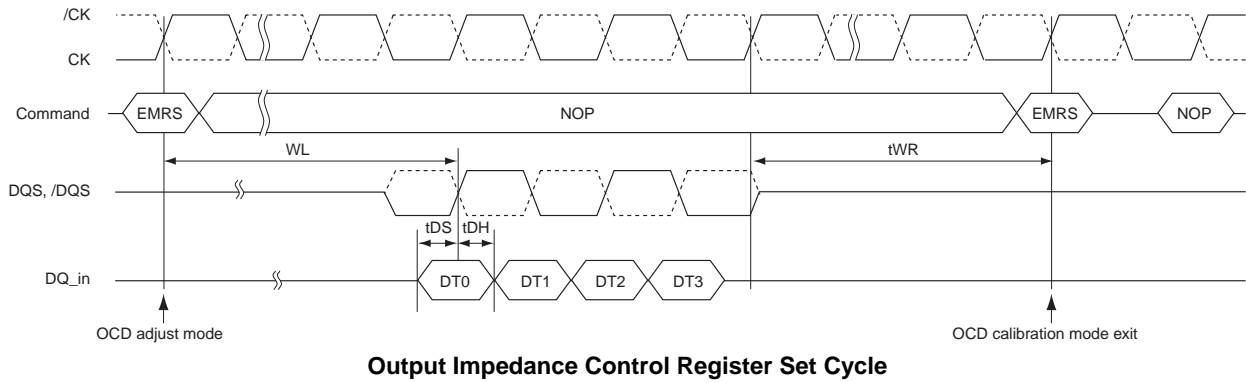 /CK
CK
Command
EMRS
NOP
EMRS
NOP
WL
tWR
DQS, /DQS
tDS
tDH
DQ_in
DT0
DT1
DT2
DT3
OCD adjust mode
OCD calibration mode exit
Output Impedance Control Register Set Cycle